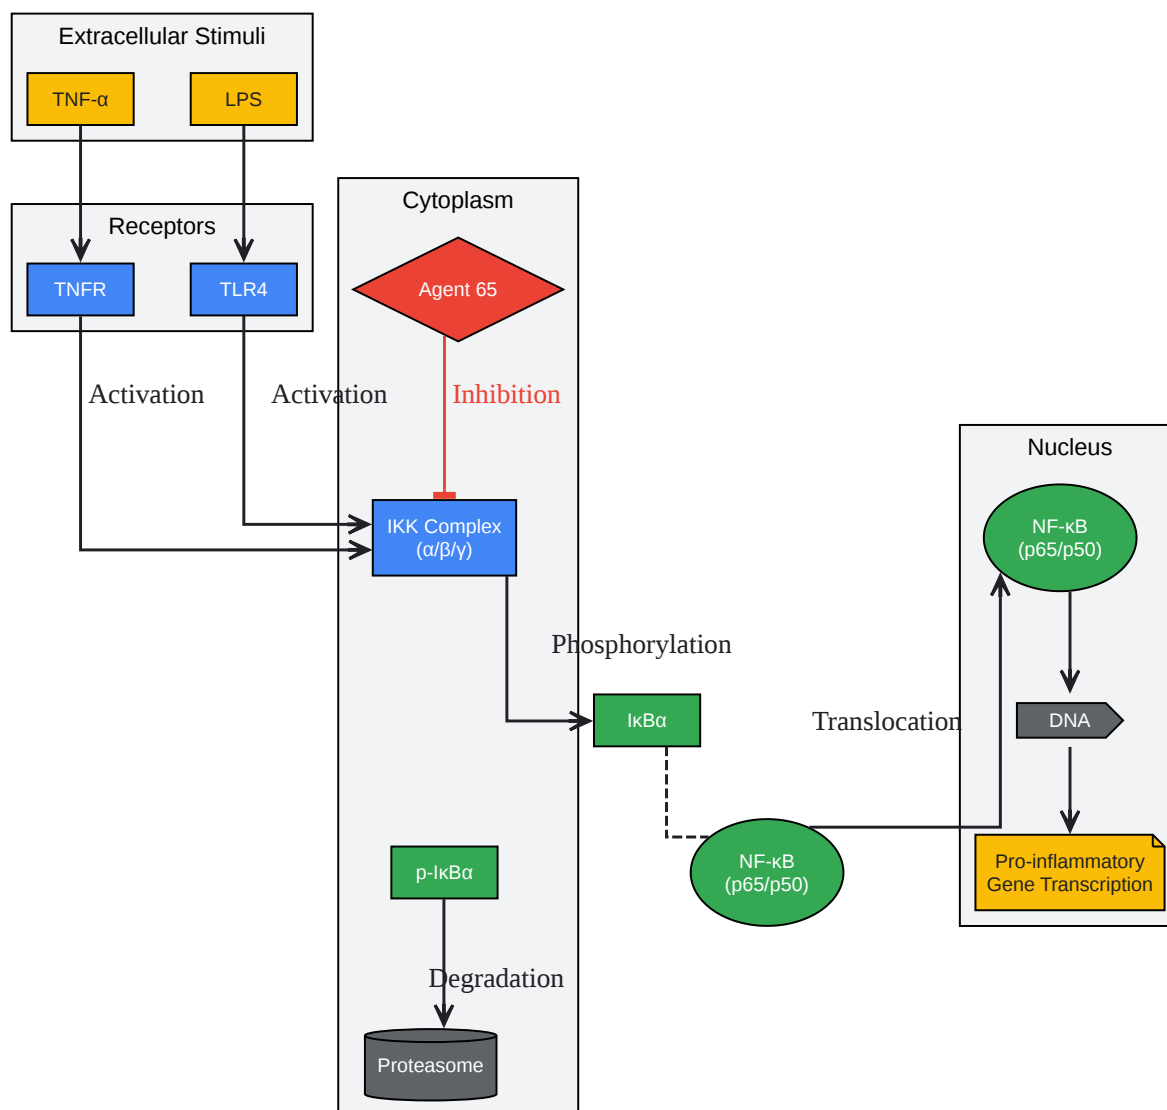 Extracellular Stimuli
TNF-α
LPS
Receptors
TNFR
TLR4
Cytoplasm
Agent 65
Activation
Activation
Inhibition
IKK Complex
(α/β/γ)
Phosphorylation
IκBα
NF-κB
(p65/p50)
p-IκBα
Degradation
Proteasome
Translocation
Nucleus
NF-κB
(p65/p50)
DNA
Pro-inflammatory
Gene Transcription